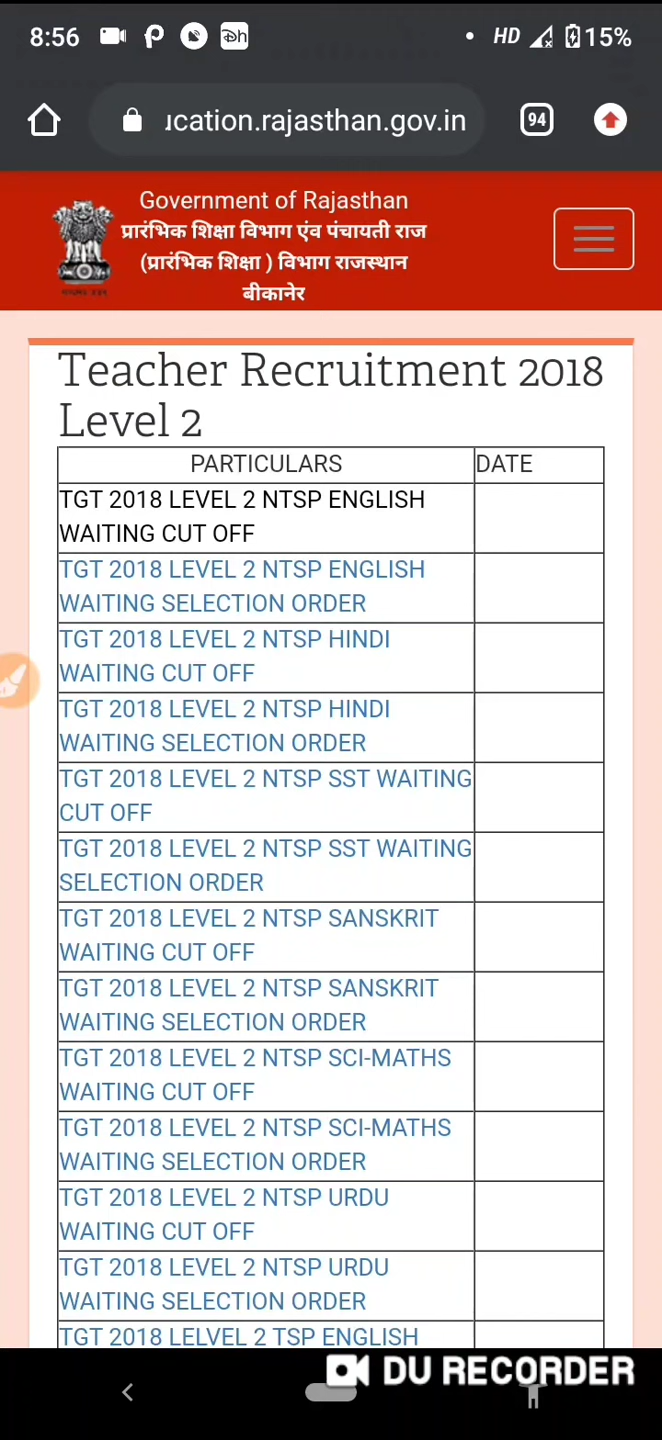 8:56
HD
15%
ucation.rajasthan.gov.in
94
Government of Rajasthan
प्रारंभिक शिक्षा विभाग एंव पंचायती राज
(प्रारंभिक शिक्षा ) विभाग राजस्थान
बीकानेर
Teacher Recruitment 2018
Level 2
PARTICULARS DATE
TGT 2018 LEVEL 2 NTSP ENGLISH
WAITING CUT OFF
TGT 2018 LEVEL 2 NTSP ENGLISH
WAITING SELECTION ORDER
TGT 2018 LEVEL 2 NTSP HINDI
WAITING CUT OFF
TGT 2018 LEVEL 2 NTSP HINDI
WAITING SELECTION ORDER
TGT 2018 LEVEL 2 NTSP SST WAITING
CUT OFF
TGT 2018 LEVEL 2 NTSP SST WAITING
SELECTION ORDER
TGT 2018 LEVEL 2 NTSP SANSKRIT
WAITING CUT OFF
TGT 2018 LEVEL 2 NTSP SANSKRIT
WAITING SELECTION ORDER
TGT 2018 LEVEL 2 NTSP SCI-MATHS
WAITING CUT OFF
TGT 2018 LEVEL 2 NTSP SCI-MATHS
WAITING SELECTION ORDER
TGT 2018 LEVEL 2 NTSP URDU
WAITING CUT OFF
TGT 2018 LEVEL 2 NTSP URDU
WAITING SELECTION ORDER
TGT 2018 LELVEL 2 TSP ENGLISH
DU RECORDER